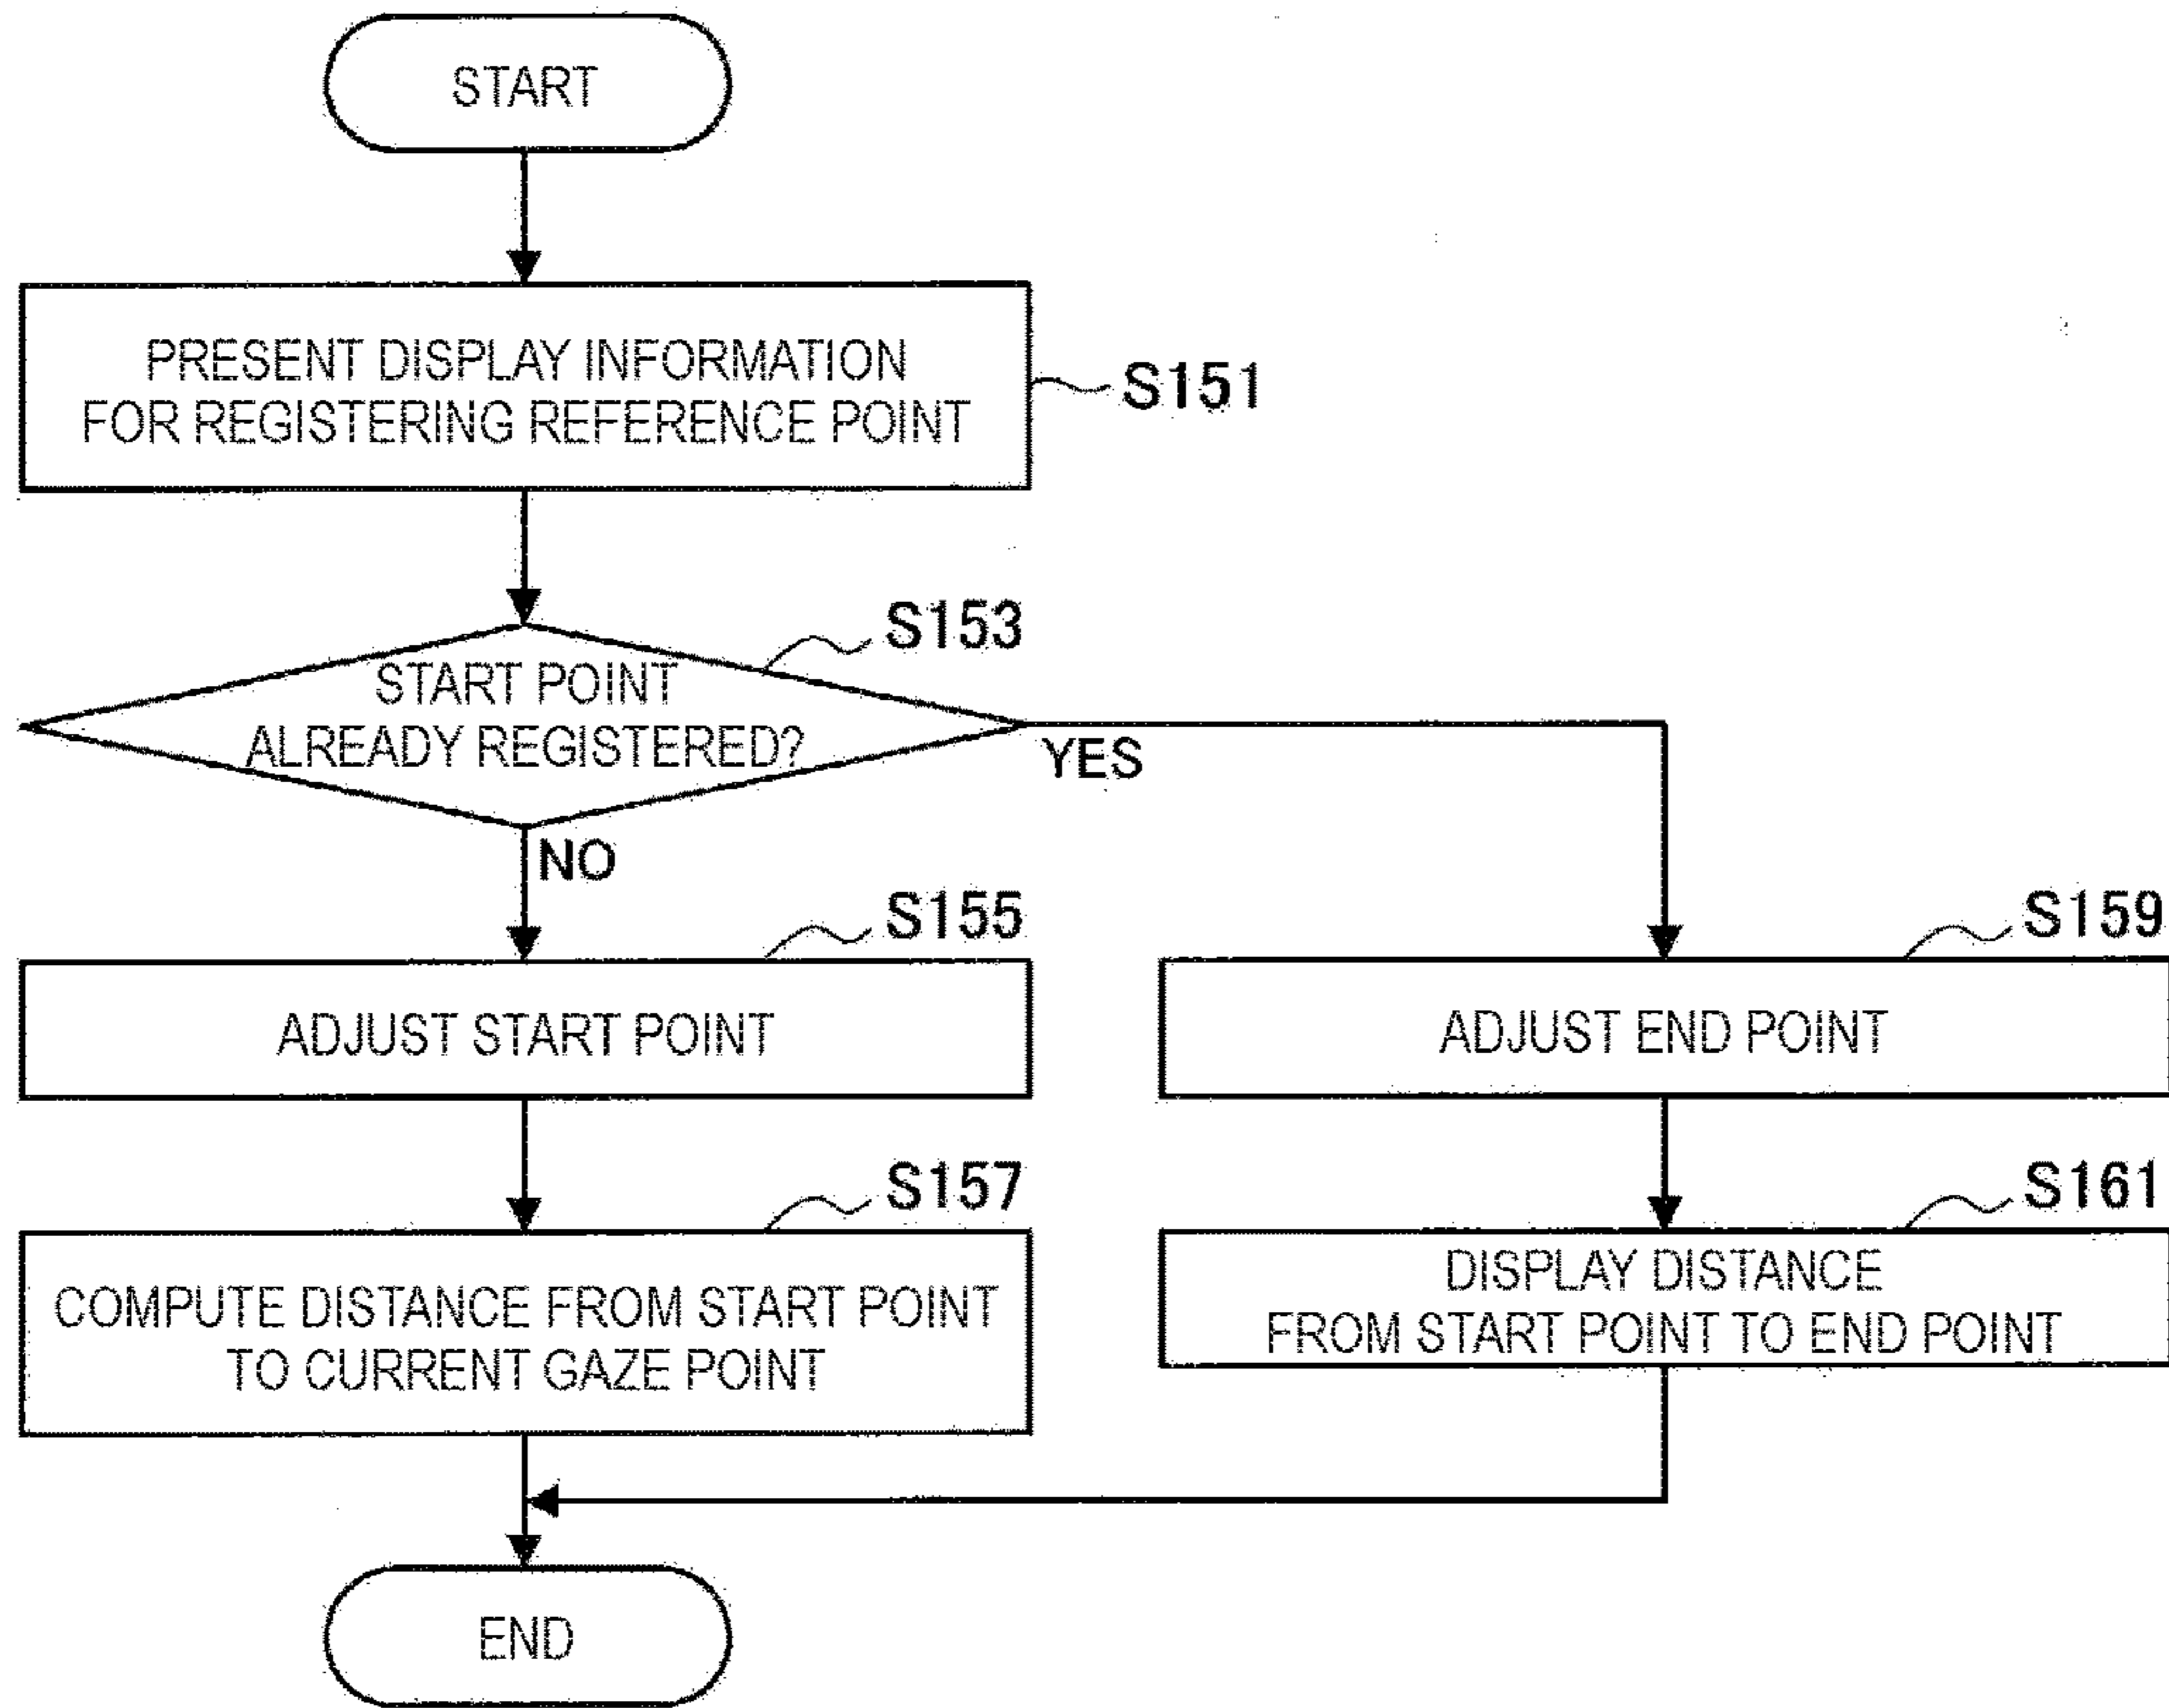 START
PRESENT DISPLAY INFORMATION
FOR REGISTERING REFERENCE POINT
S151
S153
START POINT
ALREADY REGISTERED?
YES
NO
S155
ADJUST START POINT
S159
ADJUST END POINT
S157
COMPUTE DISTANCE FROM START POINT
TO CURRENT GAZE POINT
S161
DISPLAY DISTANCE
FROM START POINT TO END POINT
END